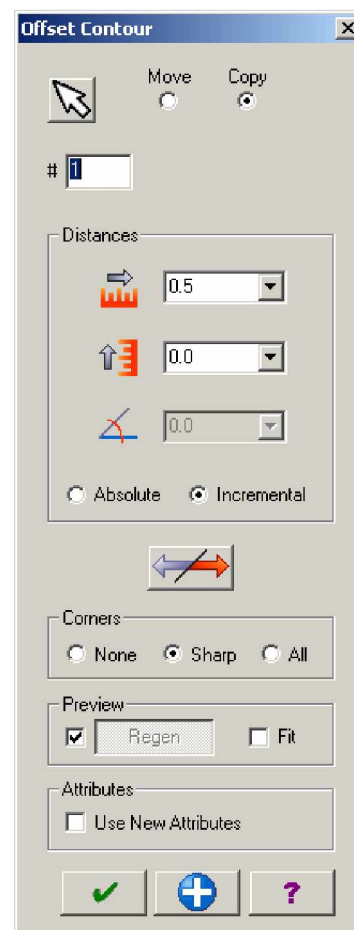 Offset Contour
Move Copy
# 1
Distances
0.5
0.0
0.0
Absolute Incremental
Corners
None Sharp All
Preview
Regen Fit
Attributes
Use New Attributes
?